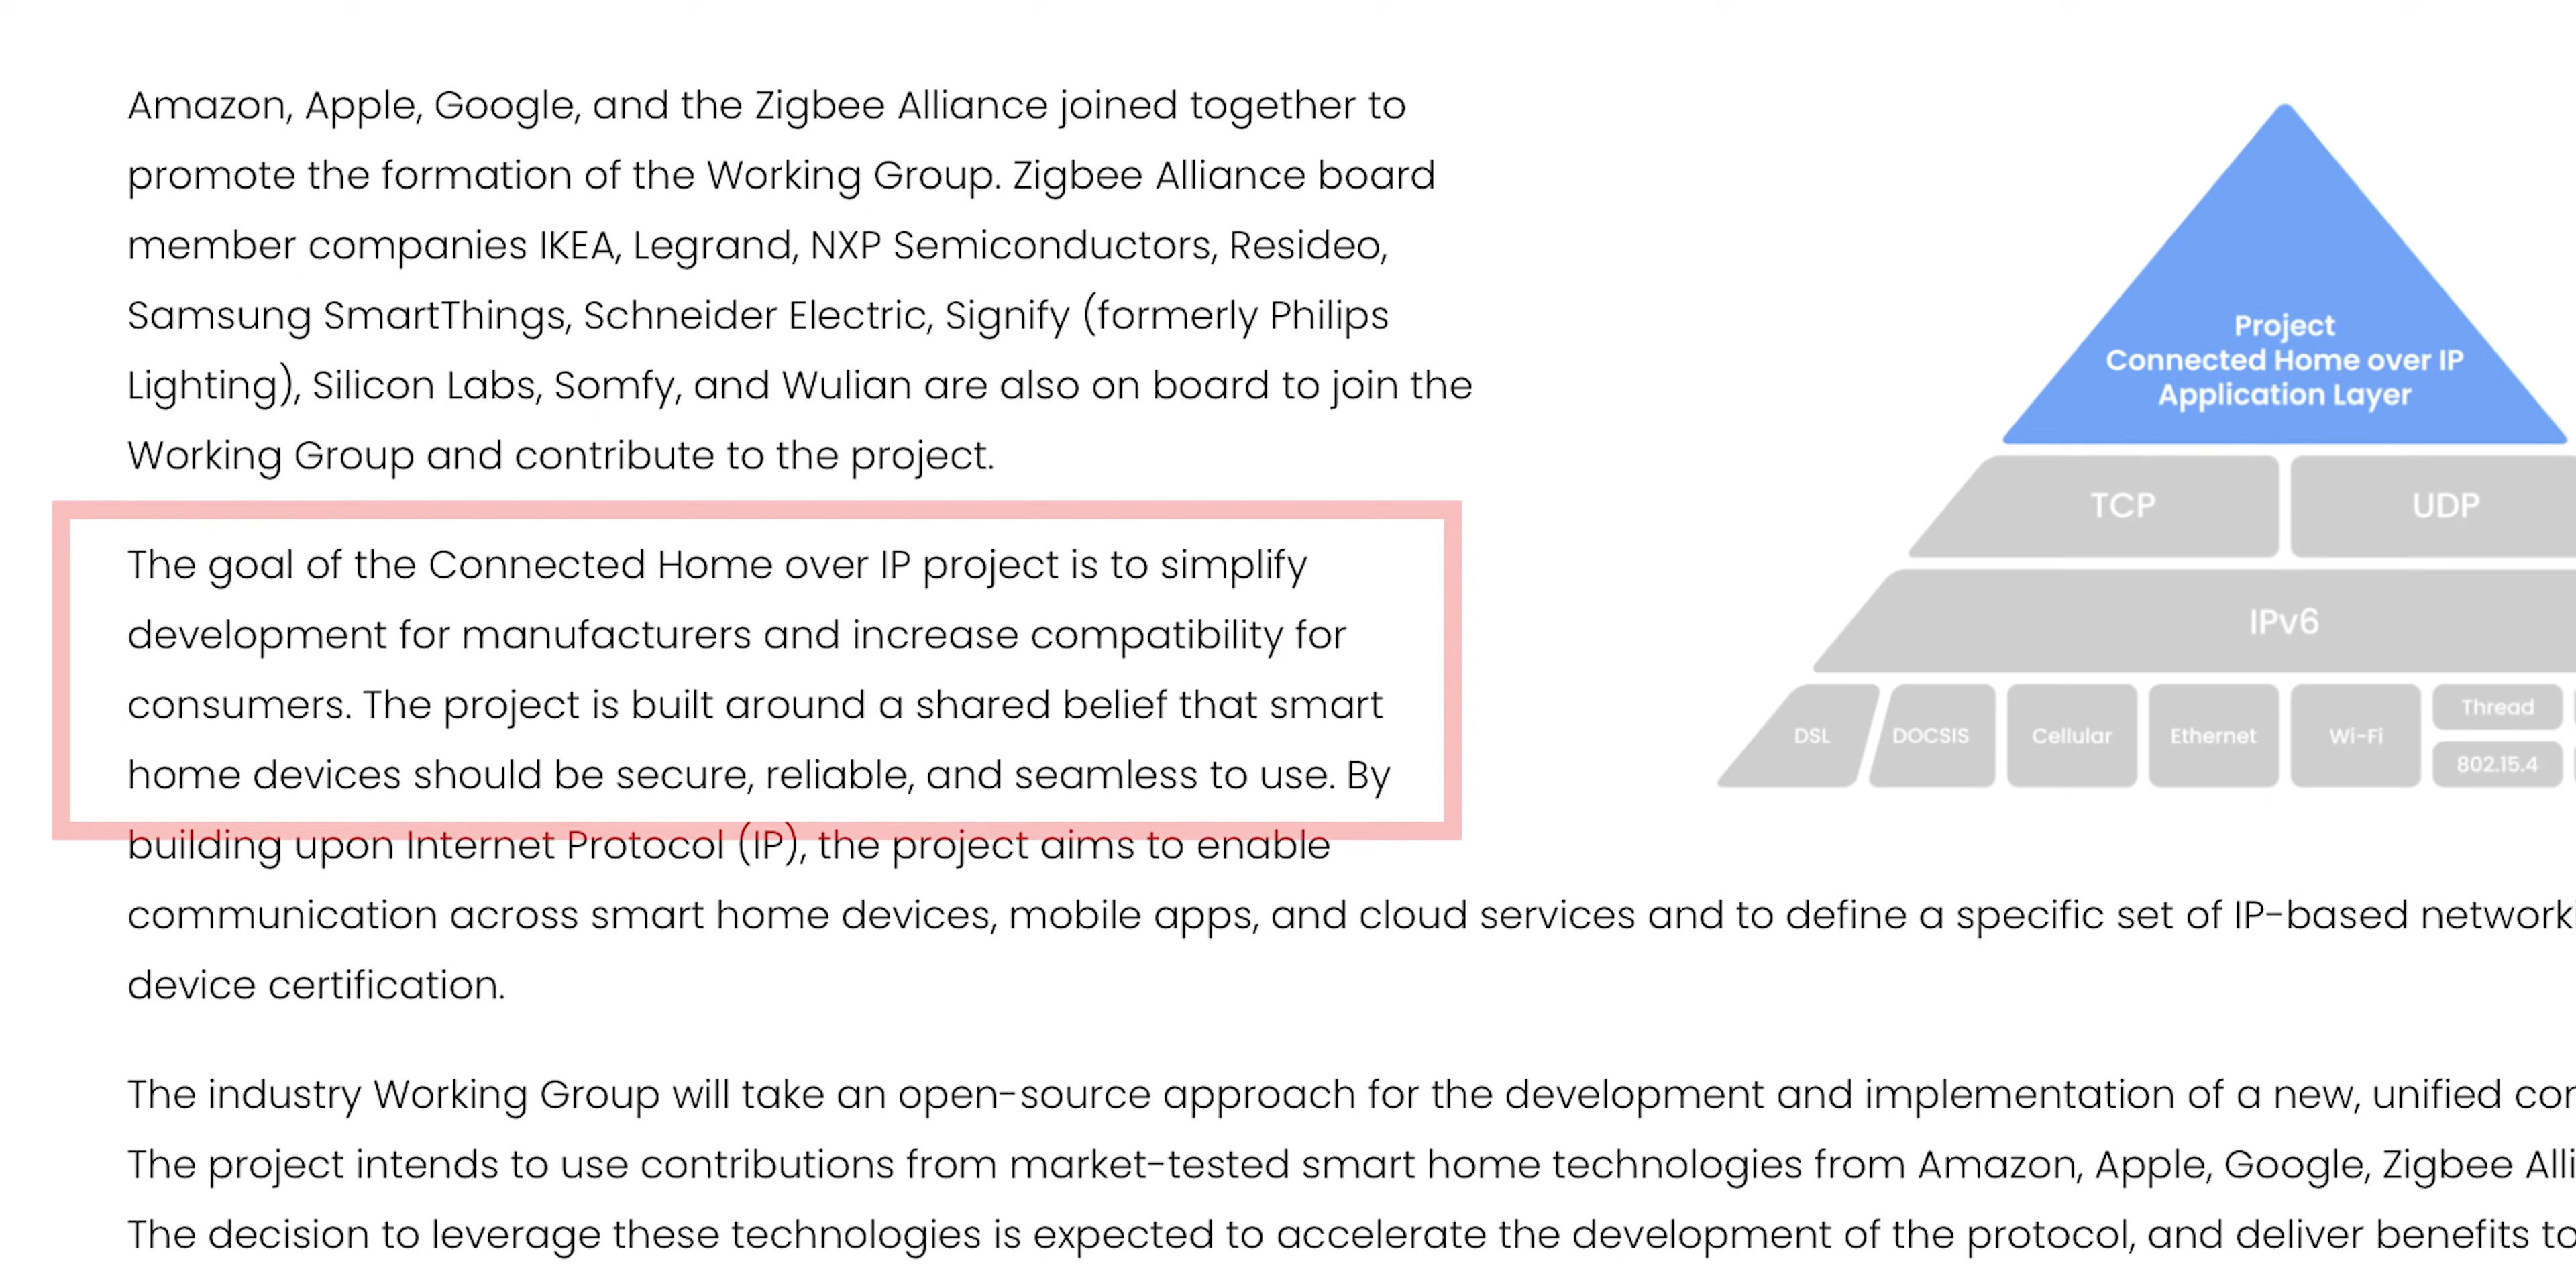 Amazon, Apple, Google, and the Zigbee Alliance joined together to
promote the formation of the Working Group. Zigbee Alliance board
member companies IKEA, Legrand, NXP Semiconductors, Resideo,
Samsung SmartThings, Schneider Electric, Signify (formerly Philips
Lighting), Silicon Labs, Somfy, and Wulian are also on board to join the
Working Group and contribute to the project.
The goal of the Connected Home over IP project is to simplify
development for manufacturers and increase compatibility for
consumers. The project is built around a shared belief that smart
home devices should be secure, reliable, and seamless to use. By
building upon Internet Protocol (IP), the project aims to enable
communication across smart home devices, mobile apps, and cloud services and to define a specific set of IP-based
device certification.
The industry Working Group will take an open-source approach for the development and implementation of a new, unified
The project intends to use contributions from market-tested smart home technologies from Amazon, Apple, Google, Zigbee
The decision to leverage these technologies is expected to accelerate the development of the protocol, and deliver benefits to
Project
Connected Home over IP
Application Layer
TCP
UDP
IPv6
DSL
DOCSIS
Cellular
Ethernet
Wi-Fi
Thread
802.15.4